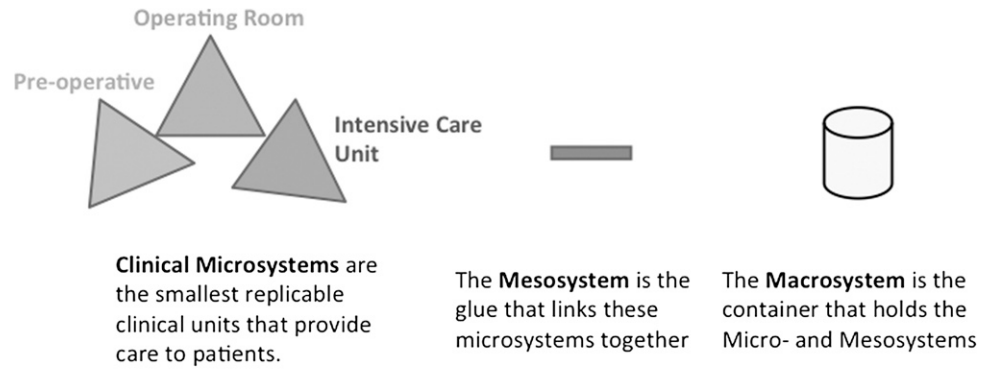 Operating Room
Pre-operative
Intensive Care
Unit
Clinical Microsystems are
the smallest replicable
clinical units that provide
care to patients.
The Mesosystem is the
glue that links these
microsystems together
The Macrosystem is the
container that holds the
Micro- and Mesosystems